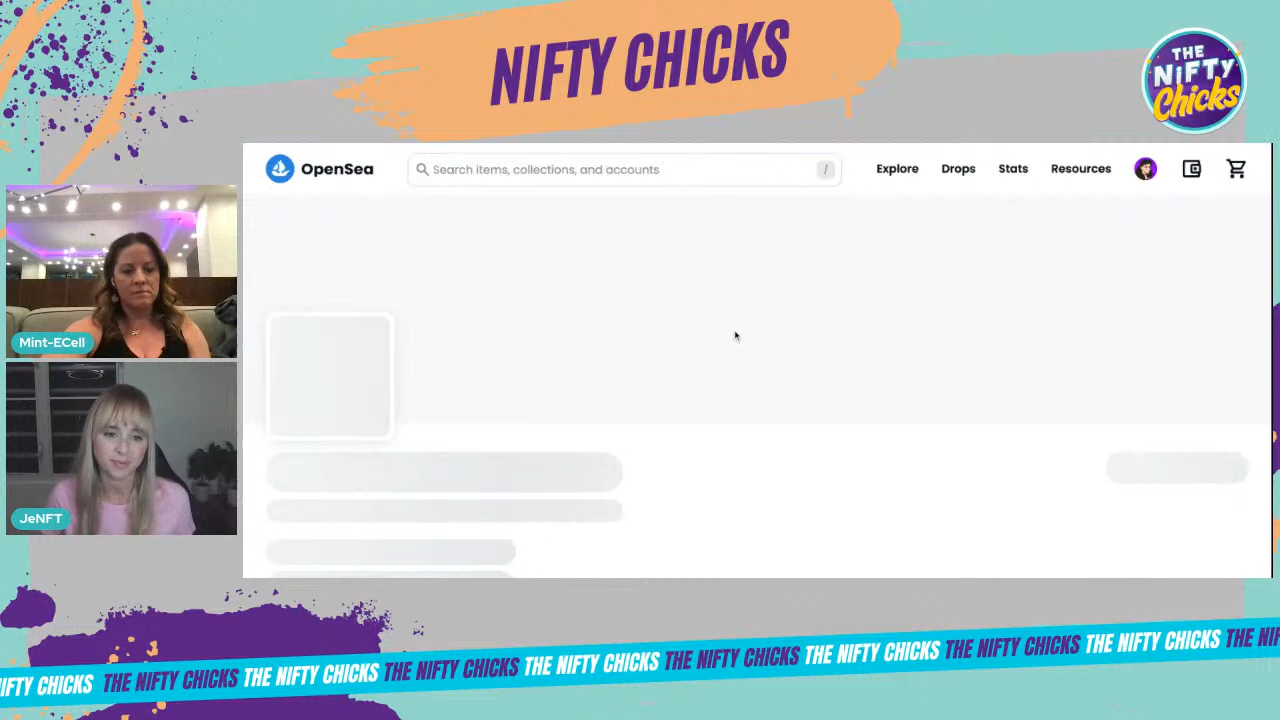 NIFTY CHICKS
THE NiFTy Chicks
OpenSea
Search items, collections, and accounts
/
Explore
Drops
Stats
Resources
Mint-ECell
JeNFT
NIFTY CHICKS THE NIFTY CHICKS THE NIFTY CHICKS THE NIFTY CHICKS THE NIFTY CHICKS THE NIFTY CHICKS THE NIFTY CHICKS THE NIFTY CHICKS THE NIFTY CHICKS THE NIF